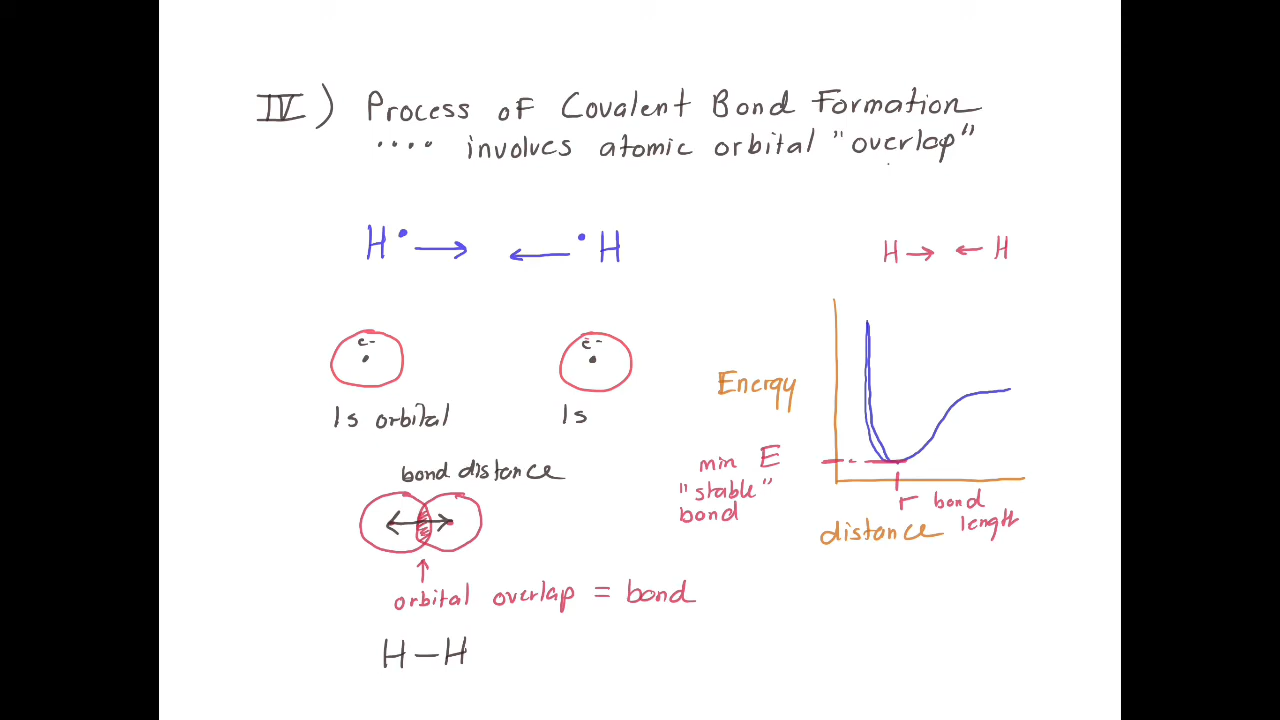 IV) Process of Covalent Bond Formation
.... involves atomic orbital "overlap"
H· → ← ·H
H → ← H
e- e-
1s orbital 1s
Energy
min E
"stable"
bond
r bond
length
distance
bond distance
orbital overlap = bond
H–H